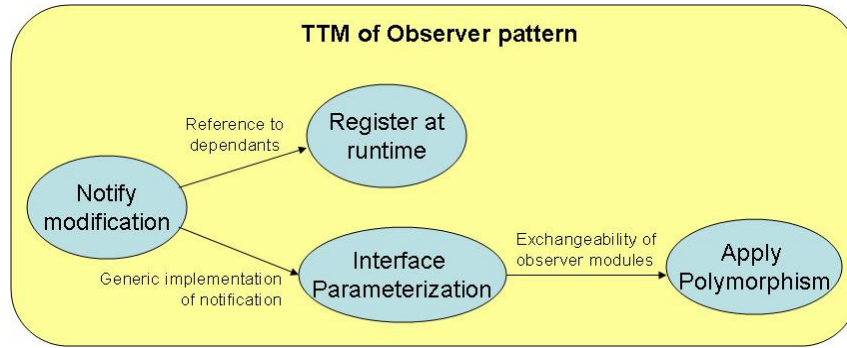 TTM of Observer pattern
Reference to
dependants
Register at
runtime
Notify
modification
Generic implementation
of notification
Interface
Parameterization
Exchangeability of
observer modules
Apply
Polymorphism